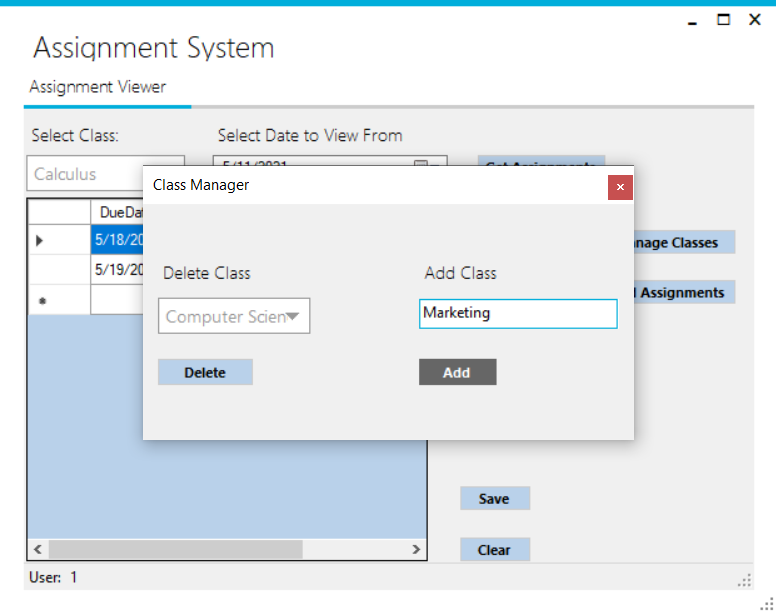 Assignment System
Assignment Viewer
Select Class:
Select Date to View From
Calculus
5/11/2021
Get Assignments
Class Manager
DueDa
5/18/20
5/19/20
nage Classes
Assignments
Delete Class
Add Class
Computer Scien
Marketing
Delete
Add
Save
Clear
User: 1